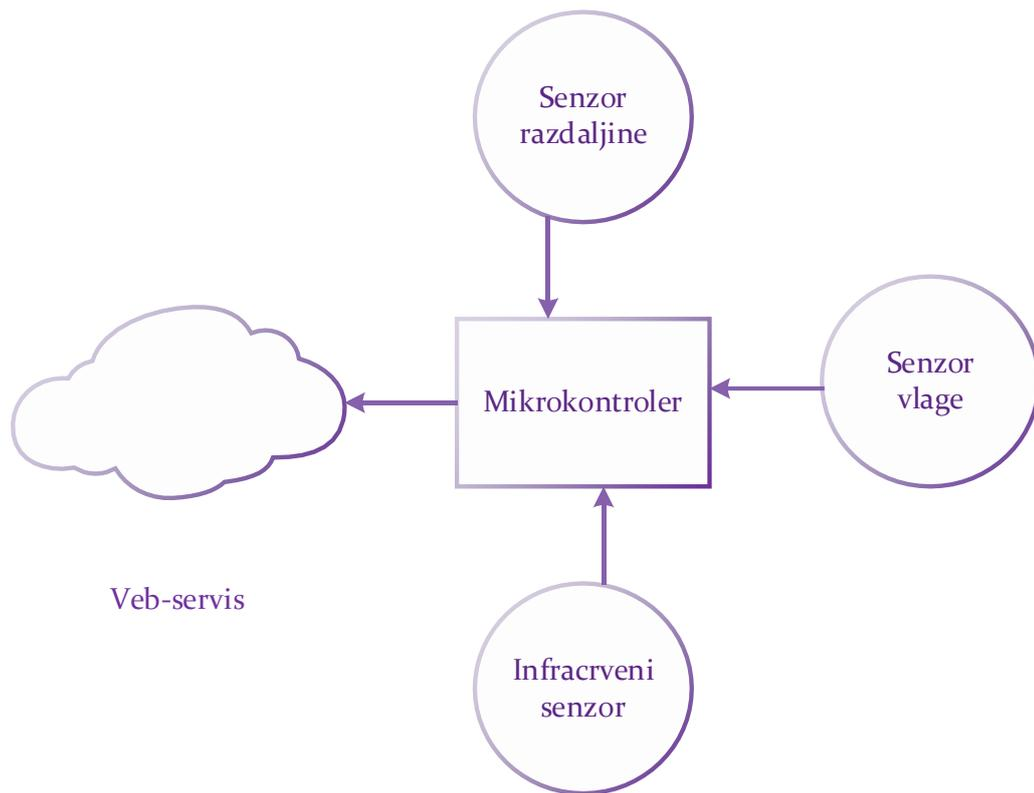 Senzor
razdaljine
Senzor
vlage
Mikrokontroler
Veb-servis
Infracrveni
senzor